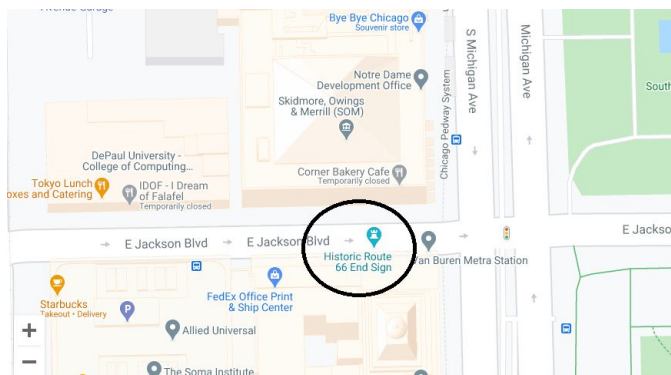 Avenue Garage
Bye Bye Chicago
Souvenir store
Notre Dame
Development Office
Skidmore, Owings
& Merrill (SOM)
Chicago Pedway System
S Michigan Ave
Michigan Ave
South
DePaul University -
College of Computing...
Corner Bakery Cafe
Temporarily closed
Tokyo Lunch
oxes and Catering
IDOF - I Dream
of Falafel
Temporarily closed
E Jackson Blvd
E Jackson Blvd
E Jackso
Historic Route
66 End Sign
Van Buren Metra Station
Starbucks
Takeout • Delivery
P
FedEx Office Print
& Ship Center
Allied Universal
The Soma Institute
+
−